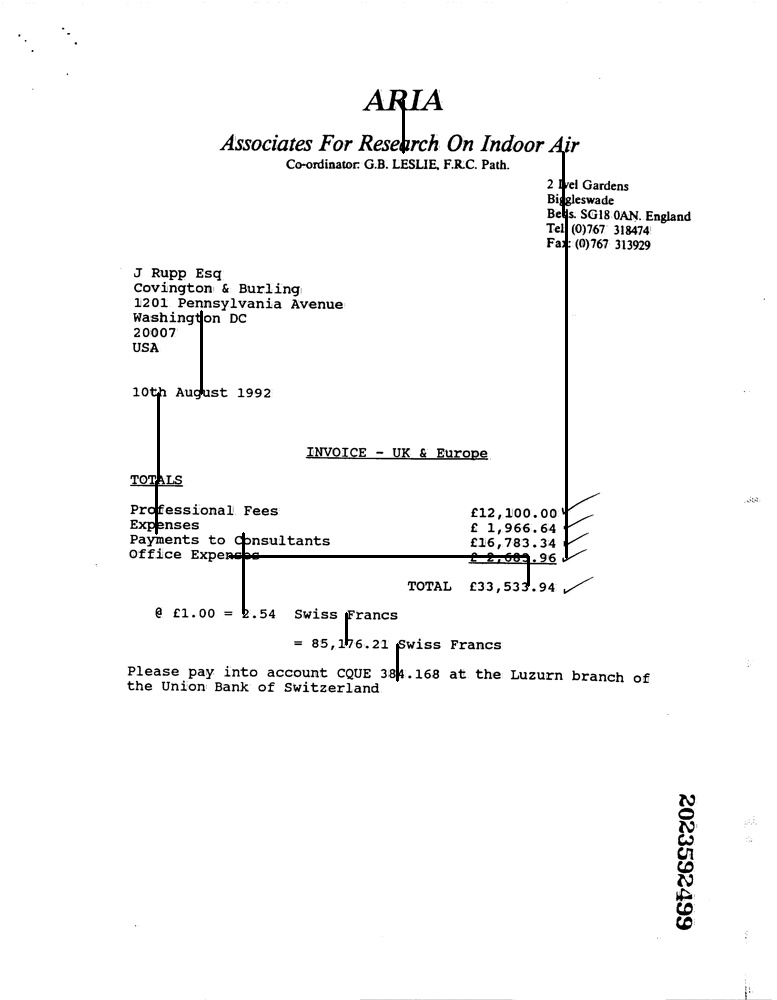 ARIA
Associates For Research On Indoor Air
Co-ordinator: G.B. LESLIE, F.R.C. Path.
2 Ivel Gardens
Biggleswade
Beds. SG18 0AN. England
Tel: (0)767 318474
Fax: (0)767 313929
J Rupp Esq
Covington & Burling
1201 Pennsylvania Avenue
Washington DC
20007
USA
10th August 1992
INVOICE - UK & Europe
TOTALS
Professional Fees £12,100.00
Expenses £ 1,966.64
Payments to Consultants £16,783.34
Office Expenses £ 2,683.96
TOTAL £33,533.94
@ £1.00 = 2.54 Swiss Francs
= 85,176.21 Swiss Francs
Please pay into account CQUE 384.168 at the Luzurn branch of
the Union Bank of Switzerland
2023592499